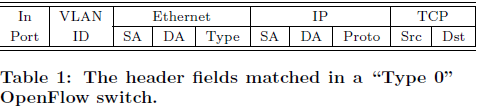 In VLAN Ethernet IP TCP
Port ID SA DA Type SA DA Proto Src Dst
Table 1: The header fields matched in a “Type 0”
OpenFlow switch.